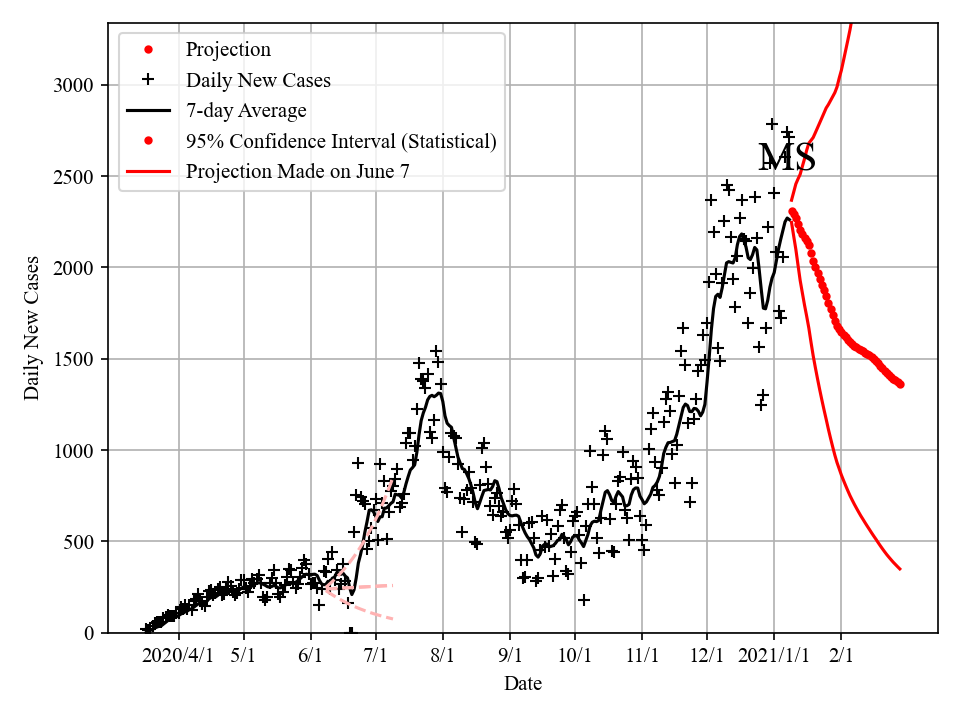 Projection
Daily New Cases
7-day Average
95% Confidence Interval (Statistical)
Projection Made on June 7
MS
3000
2500
2000
1500
1000
500
0
Daily New Cases
2020/4/1 5/1 6/1 7/1 8/1 9/1 10/1 11/1 12/1 2021/1/1 2/1
Date